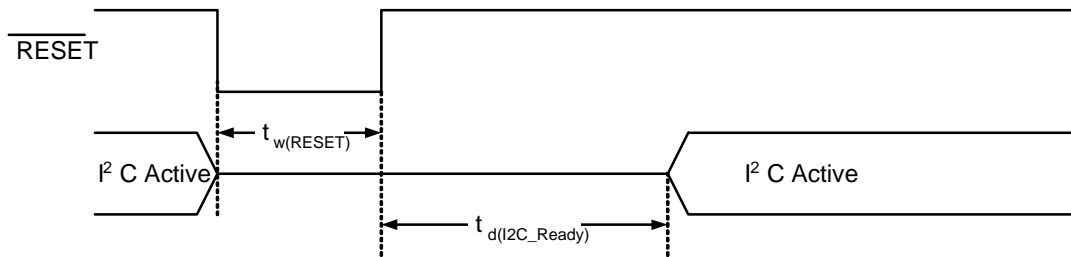 RESET
t w(RESET)
I² C Active
I² C Active
t d(I2C_Ready)